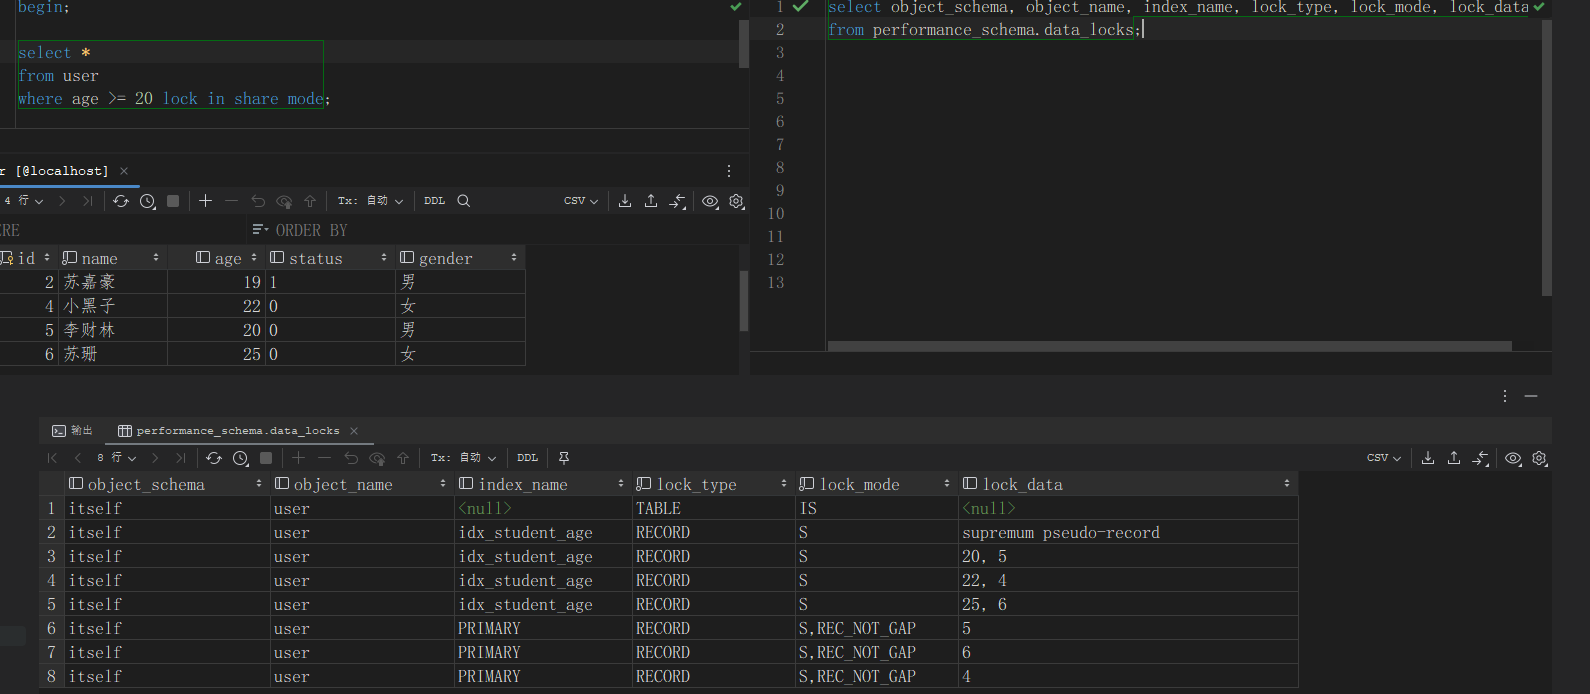 begin;
select *
from user
where age >= 20 lock in share mode;
1 select object_schema, object_name, index_name, lock_type, lock_mode, lock_data
2 from performance_schema.data_locks;
3
4
5
6
7
8
9
10
11
12
13
r [@localhost]
4 行 Tx: 自动 DDL CSV
RE ORDER BY
id name age status gender
2 苏嘉豪 19 1 男
4 小黑子 22 0 女
5 李财林 20 0 男
6 苏珊 25 0 女
输出 performance_schema.data_locks
8 行 Tx: 自动 DDL CSV
object_schema object_name index_name lock_type lock_mode lock_data
1 itself user <null> TABLE IS <null>
2 itself user idx_student_age RECORD S supremum pseudo-record
3 itself user idx_student_age RECORD S 20, 5
4 itself user idx_student_age RECORD S 22, 4
5 itself user idx_student_age RECORD S 25, 6
6 itself user PRIMARY RECORD S,REC_NOT_GAP 5
7 itself user PRIMARY RECORD S,REC_NOT_GAP 6
8 itself user PRIMARY RECORD S,REC_NOT_GAP 4